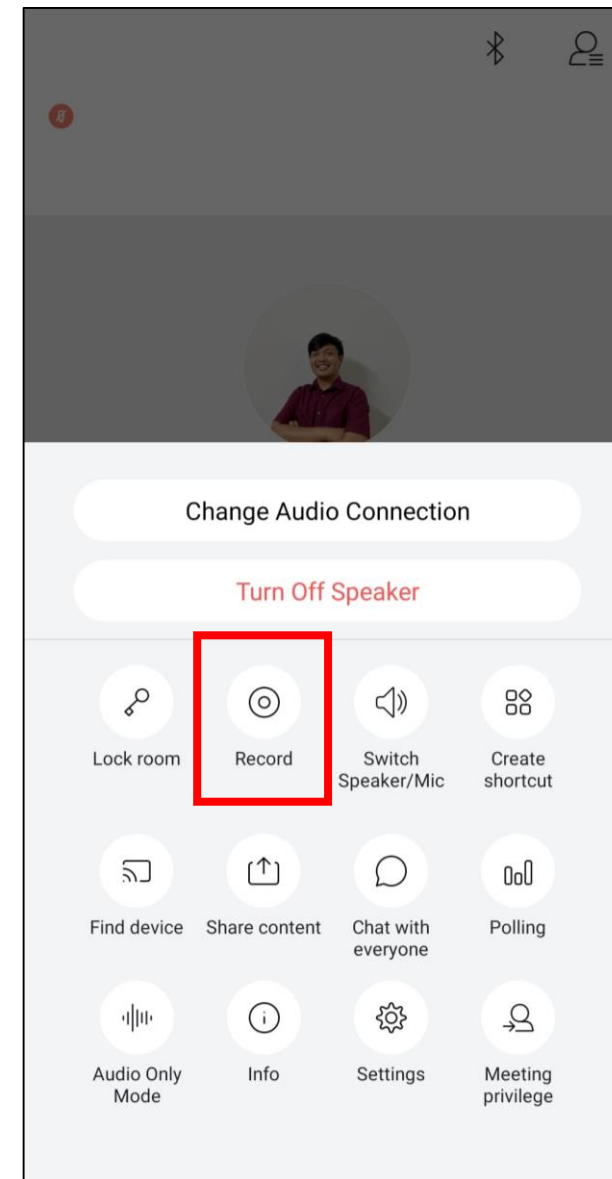 Change Audio Connection
Turn Off Speaker
Lock room
Record
Switch
Speaker/Mic
Create
shortcut
Find device
Share content
Chat with
everyone
Polling
Audio Only
Mode
Info
Settings
Meeting
privilege